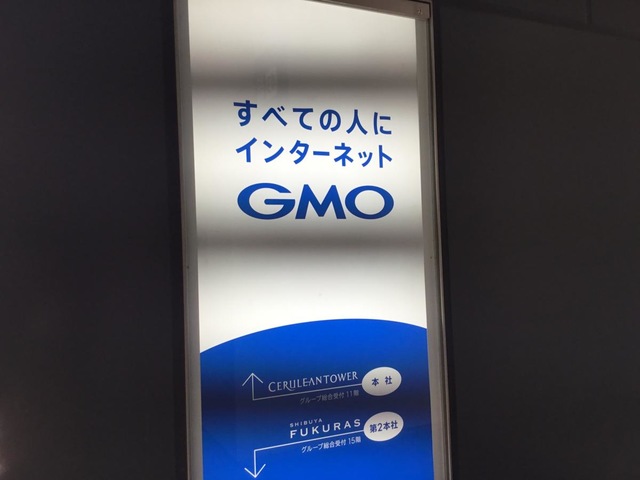 すべての人に
インターネット
GMO
CERULEAN TOWER
本社
グループ総合受付 11階
SHIBUYA
FUKURAS
第2本社
グループ総合受付 15階